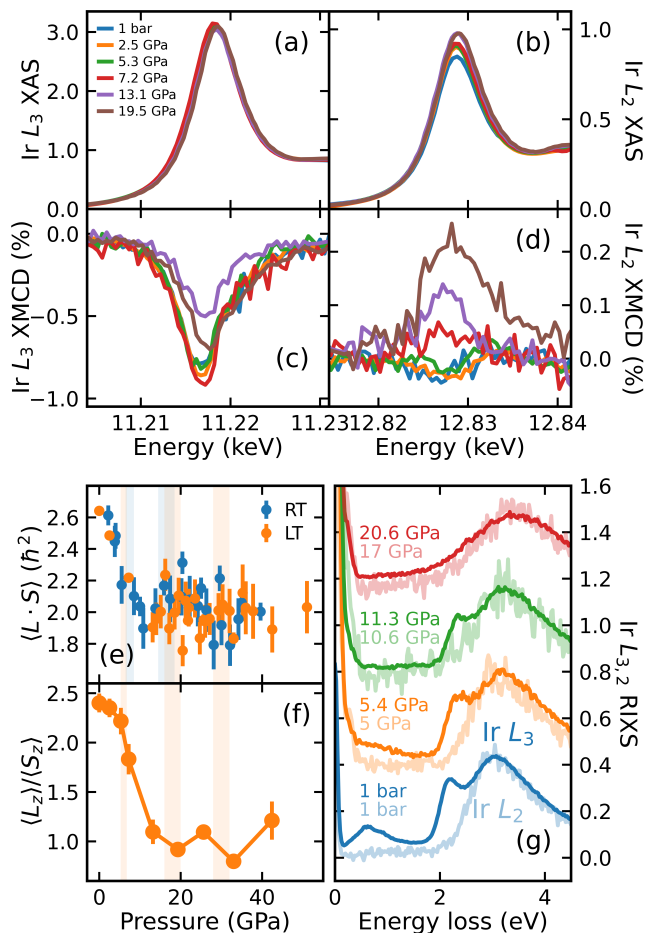 3.0
2.0
1.0
0.0
Ir L3 XAS
(a)
1 bar
2.5 GPa
5.3 GPa
7.2 GPa
13.1 GPa
19.5 GPa
(b)
1.0
0.5
0.0
Ir L2 XAS
0.0
−0.5
−1.0
Ir L3 XMCD (%)
(c)
(d)
0.2
0.1
0.0
Ir L2 XMCD (%)
11.21
11.22
11.23
12.82
12.83
12.84
Energy (keV)
Energy (keV)
2.6
2.4
2.2
2.0
1.8
⟨L · S⟩ (ℏ²)
RT
LT
(e)
2.5
2.0
1.5
1.0
⟨Lz⟩/⟨Sz⟩
(f)
0
20
40
Pressure (GPa)
1.6
1.4
1.2
1.0
0.8
0.6
0.4
0.2
0.0
Ir L3,2 RIXS
20.6 GPa
17 GPa
11.3 GPa
10.6 GPa
5.4 GPa
5 GPa
Ir L3
1 bar
1 bar
Ir L2
(g)
0
2
4
Energy loss (eV)